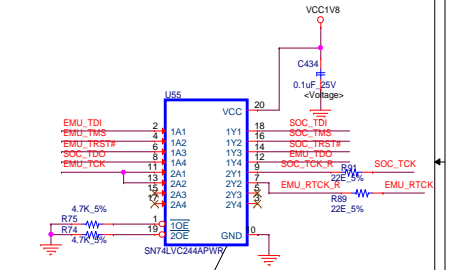 VCC1V8
C434
0.1uF_25V
<Voltage>
U55
VCC 20
EMU_TDI 2 1A1 1Y1 18 SOC_TDI
EMU_TMS 4 1A2 1Y2 16 SOC_TMS
EMU_TRST# 6 1A3 1Y3 14 SOC_TRST#
SOC_TDO 8 1A4 1Y4 12 EMU_TDO
EMU_TCK 11 2A1 2Y1 9 SOC_TCK_R R91 SOC_TCK
13 2A2 2Y2 7 22E_5%
15 2A3 2Y3 5 EMU_RTCK_R EMU_RTCK
2A4 2Y4 R89
22E_5%
4.7K_5%
R75 1 1OE
R74 19 2OE GND 10
4.7K_5%
SN74LVC244APWR